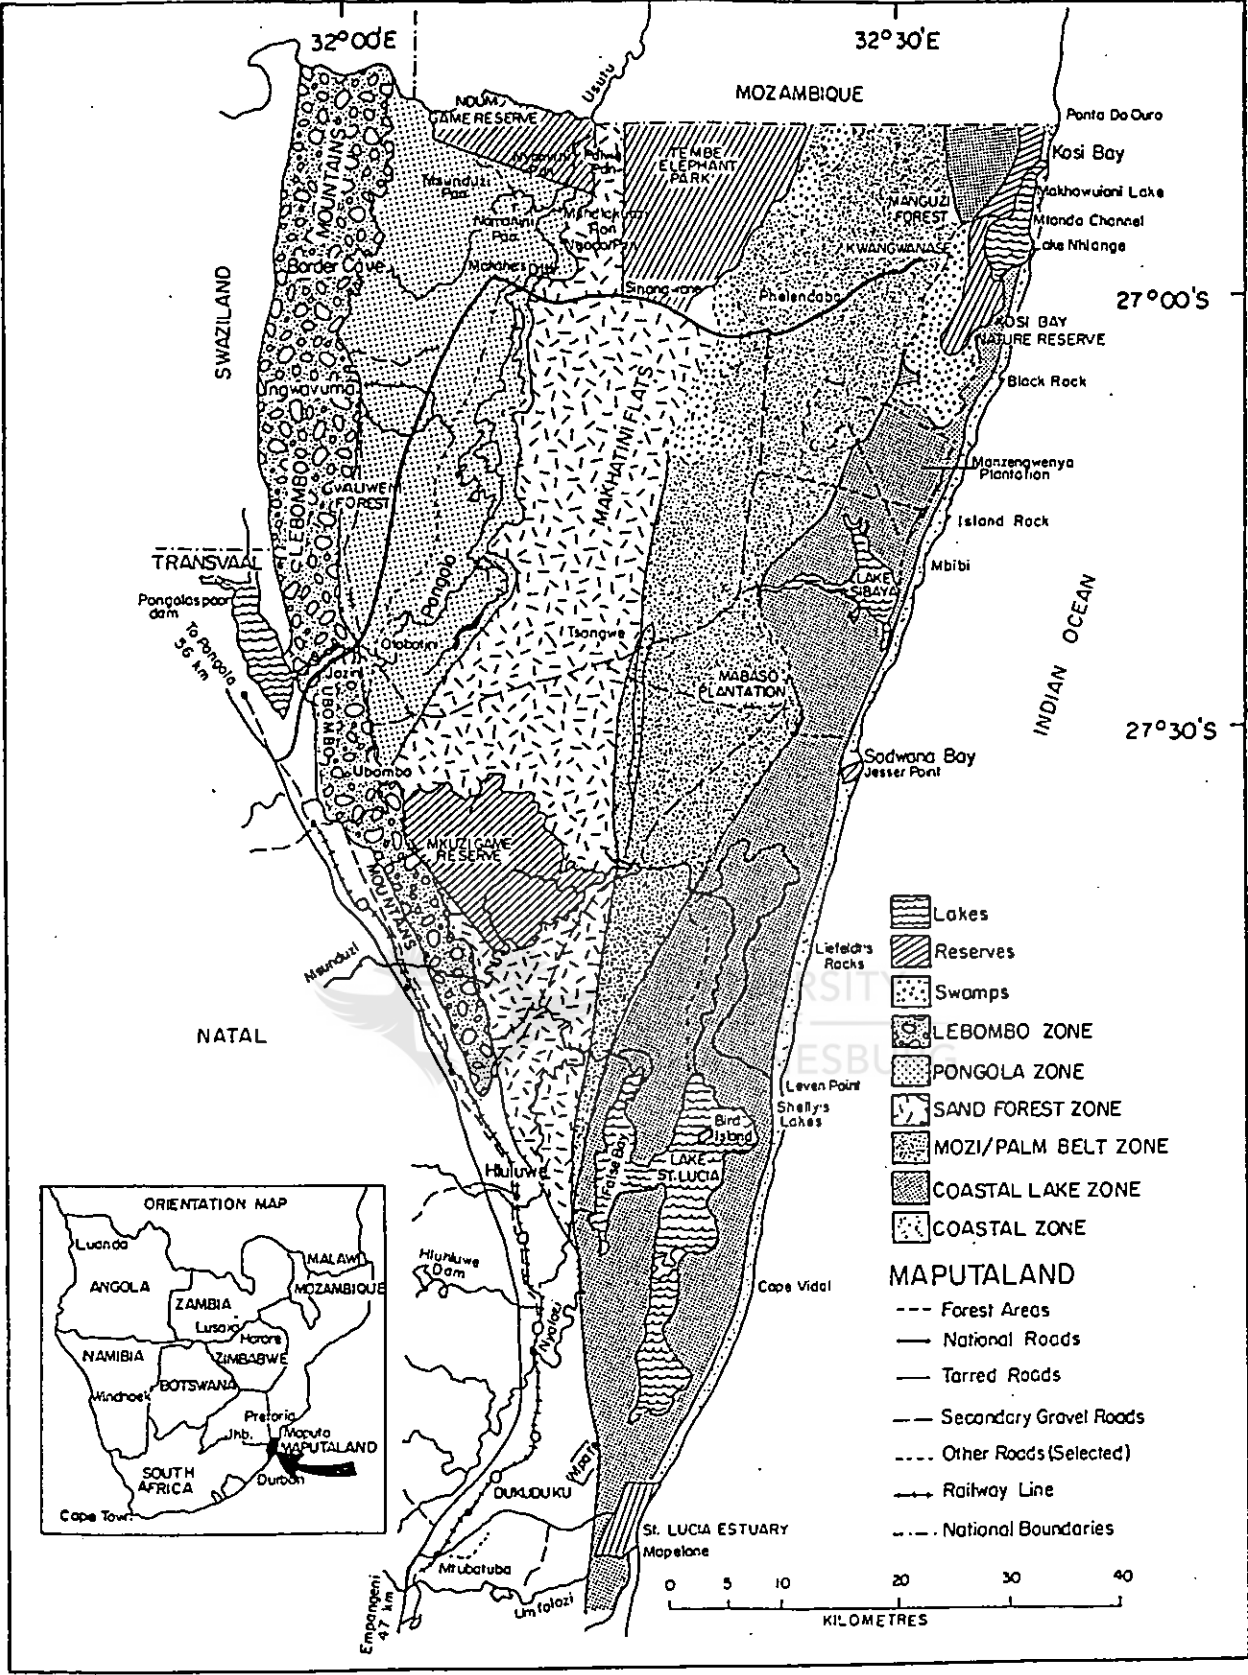 32°00'E
32°30'E
MOZAMBIQUE
Usutu
NDUMU
GAME RESERVE
Ponta Do Ouro
Kosi Bay
TEMBE
ELEPHANT
PARK
Msunduzi
Pan
Makhawulani Lake
MANGUZI
FOREST
Mtanda Channel
Lake Nhlange
KWANGWANASE
MOUNTAINS
Border Cave
Phelendaba
27°00'S
SWAZILAND
KOSI BAY
NATURE RESERVE
Black Rock
Ingwavuma
MAKHATINI FLATS
LEBOMBO
GWALIWENI
FOREST
Manzengwenya
Plantation
Island Rock
TRANSVAAL
Pongolaspoort
dam
Pongolo
Mbibi
LAKE
SIBAYA
INDIAN OCEAN
To Pongola
36 km
Otobotini
Tsongwe
Jozini
UBOMBO
MABASO
PLANTATION
27°30'S
Sodwana Bay
Jesser Point
Ubombo
MKUZI GAME
RESERVE
MOUNTAINS
Msunduzi
Liefeldt's
Rocks
NATAL
Leven Point
Shelly's
Lakes
Bird
Island
False Bay
LAKE
ST. LUCIA
Hluluwe
Hluhluwe
Dam
Nyalazi
Cape Vidal
DUKUDUKU
St. LUCIA ESTUARY
Mapelane
Mtubatuba
Umfolozi
Empangeni
47 km
Lakes
Reserves
Swamps
LEBOMBO ZONE
PONGOLA ZONE
SAND FOREST ZONE
MOZI/PALM BELT ZONE
COASTAL LAKE ZONE
COASTAL ZONE
MAPUTALAND
Forest Areas
National Roads
Tarred Roads
Secondary Gravel Roads
Other Roads (Selected)
Railway Line
National Boundaries
0 5 10 20 30 40
KILOMETRES
ORIENTATION MAP
Luanda
ANGOLA
MALAWI
MOZAMBIQUE
ZAMBIA
Lusaka
Harare
NAMIBIA
ZIMBABWE
BOTSWANA
Windhoek
Pretoria
Jhb.
Maputo
MAPUTALAND
SOUTH
AFRICA
Durban
Cape Town